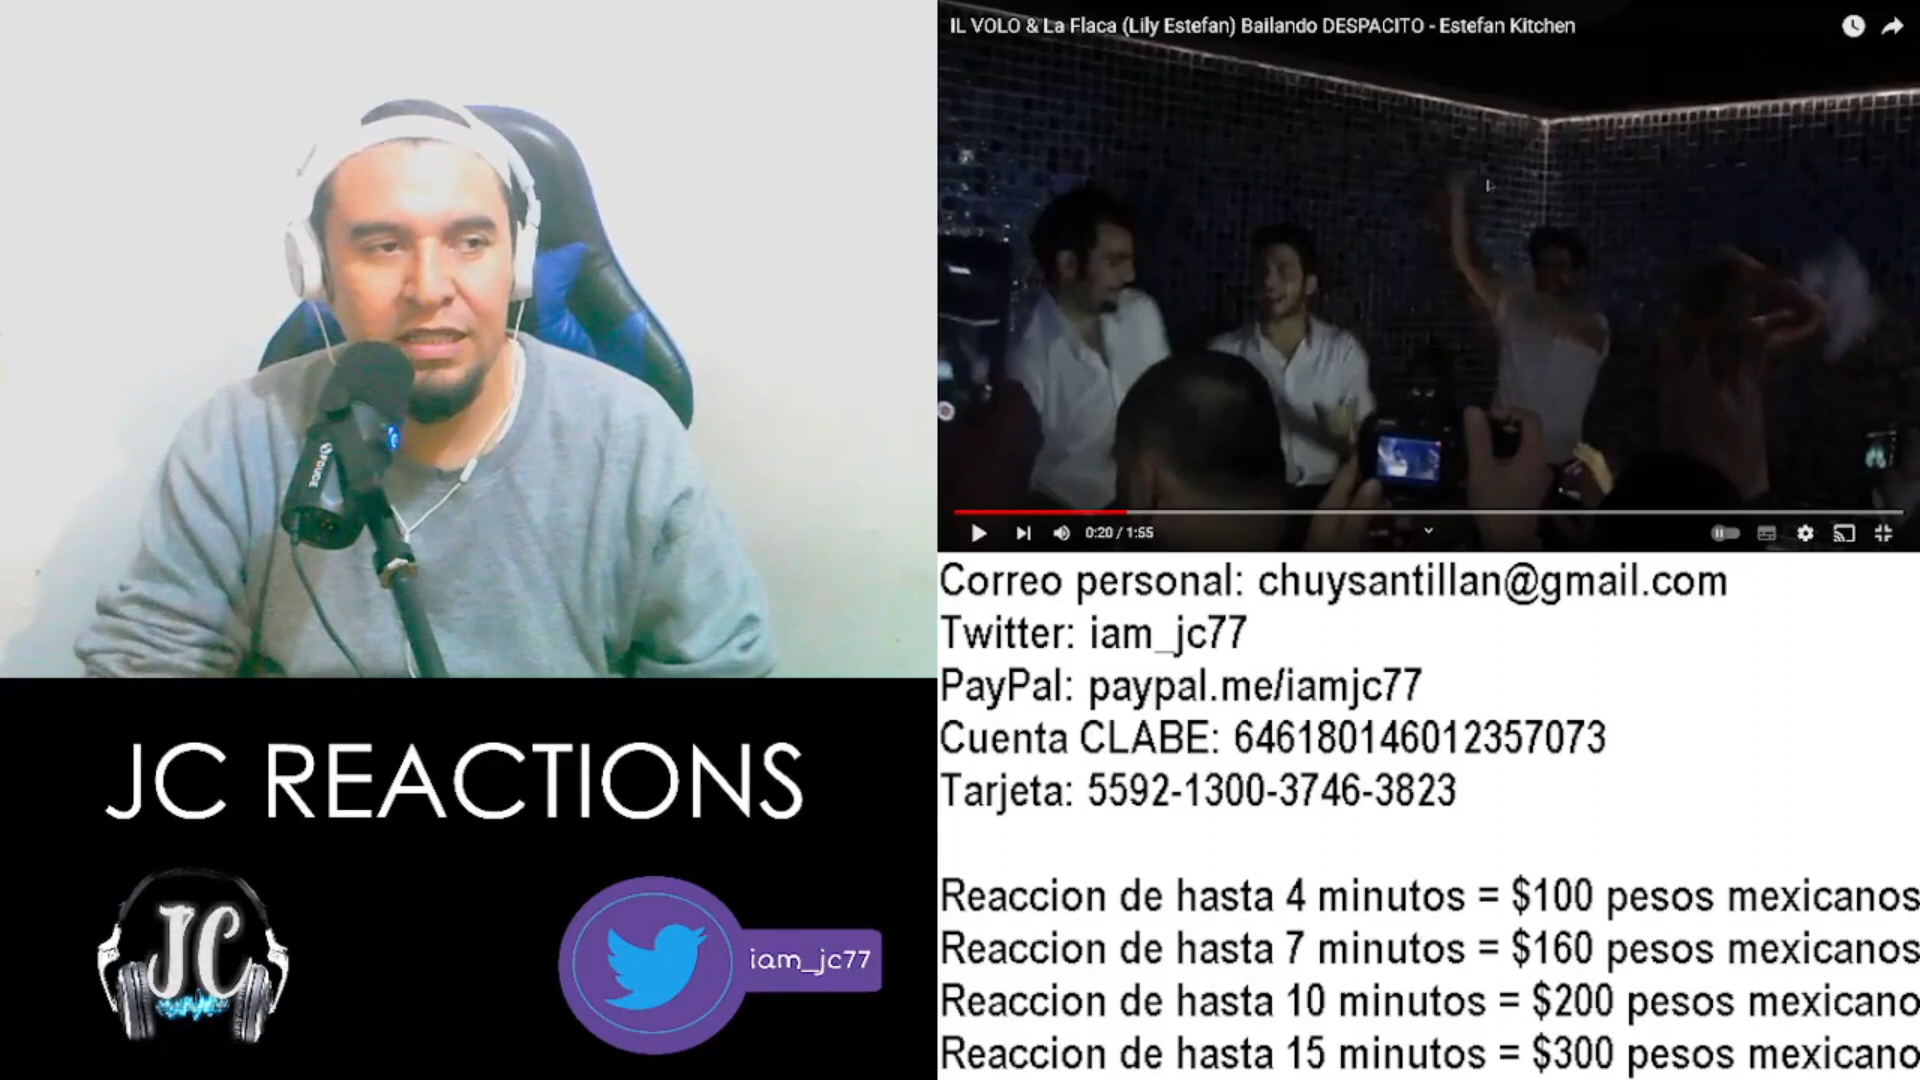 IL VOLO & La Flaca (Lily Estefan) Bailando DESPACITO - Estefan Kitchen
0:20 / 1:55
Correo personal: chuysantillan@gmail.com
Twitter: iam_jc77
PayPal: paypal.me/iamjc77
Cuenta CLABE: 646180146012357073
Tarjeta: 5592-1300-3746-3823
Reaccion de hasta 4 minutos = $100 pesos mexicanos
Reaccion de hasta 7 minutos = $160 pesos mexicanos
Reaccion de hasta 10 minutos = $200 pesos mexicano
Reaccion de hasta 15 minutos = $300 pesos mexicano
JC REACTIONS
JC
iam_jc77